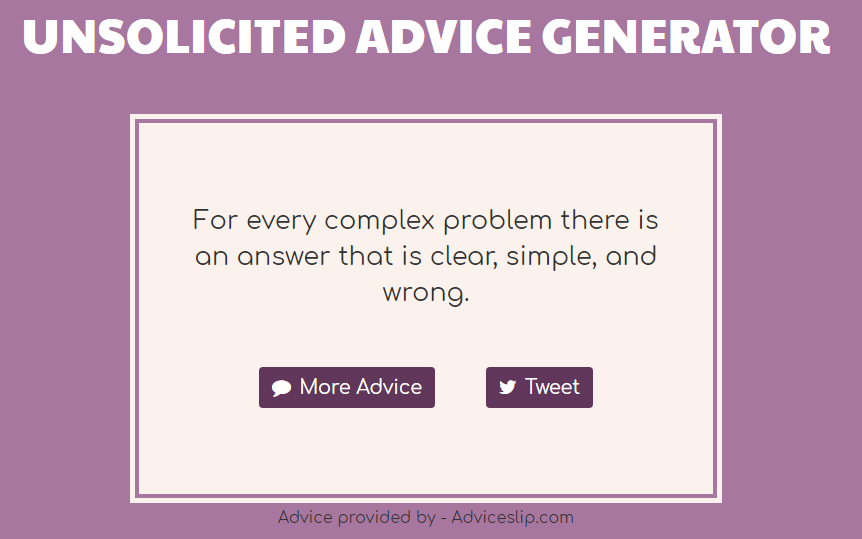 UNSOLICITED ADVICE GENERATOR
For every complex problem there is
an answer that is clear, simple, and
wrong.
More Advice
Tweet
Advice provided by - Adviceslip.com